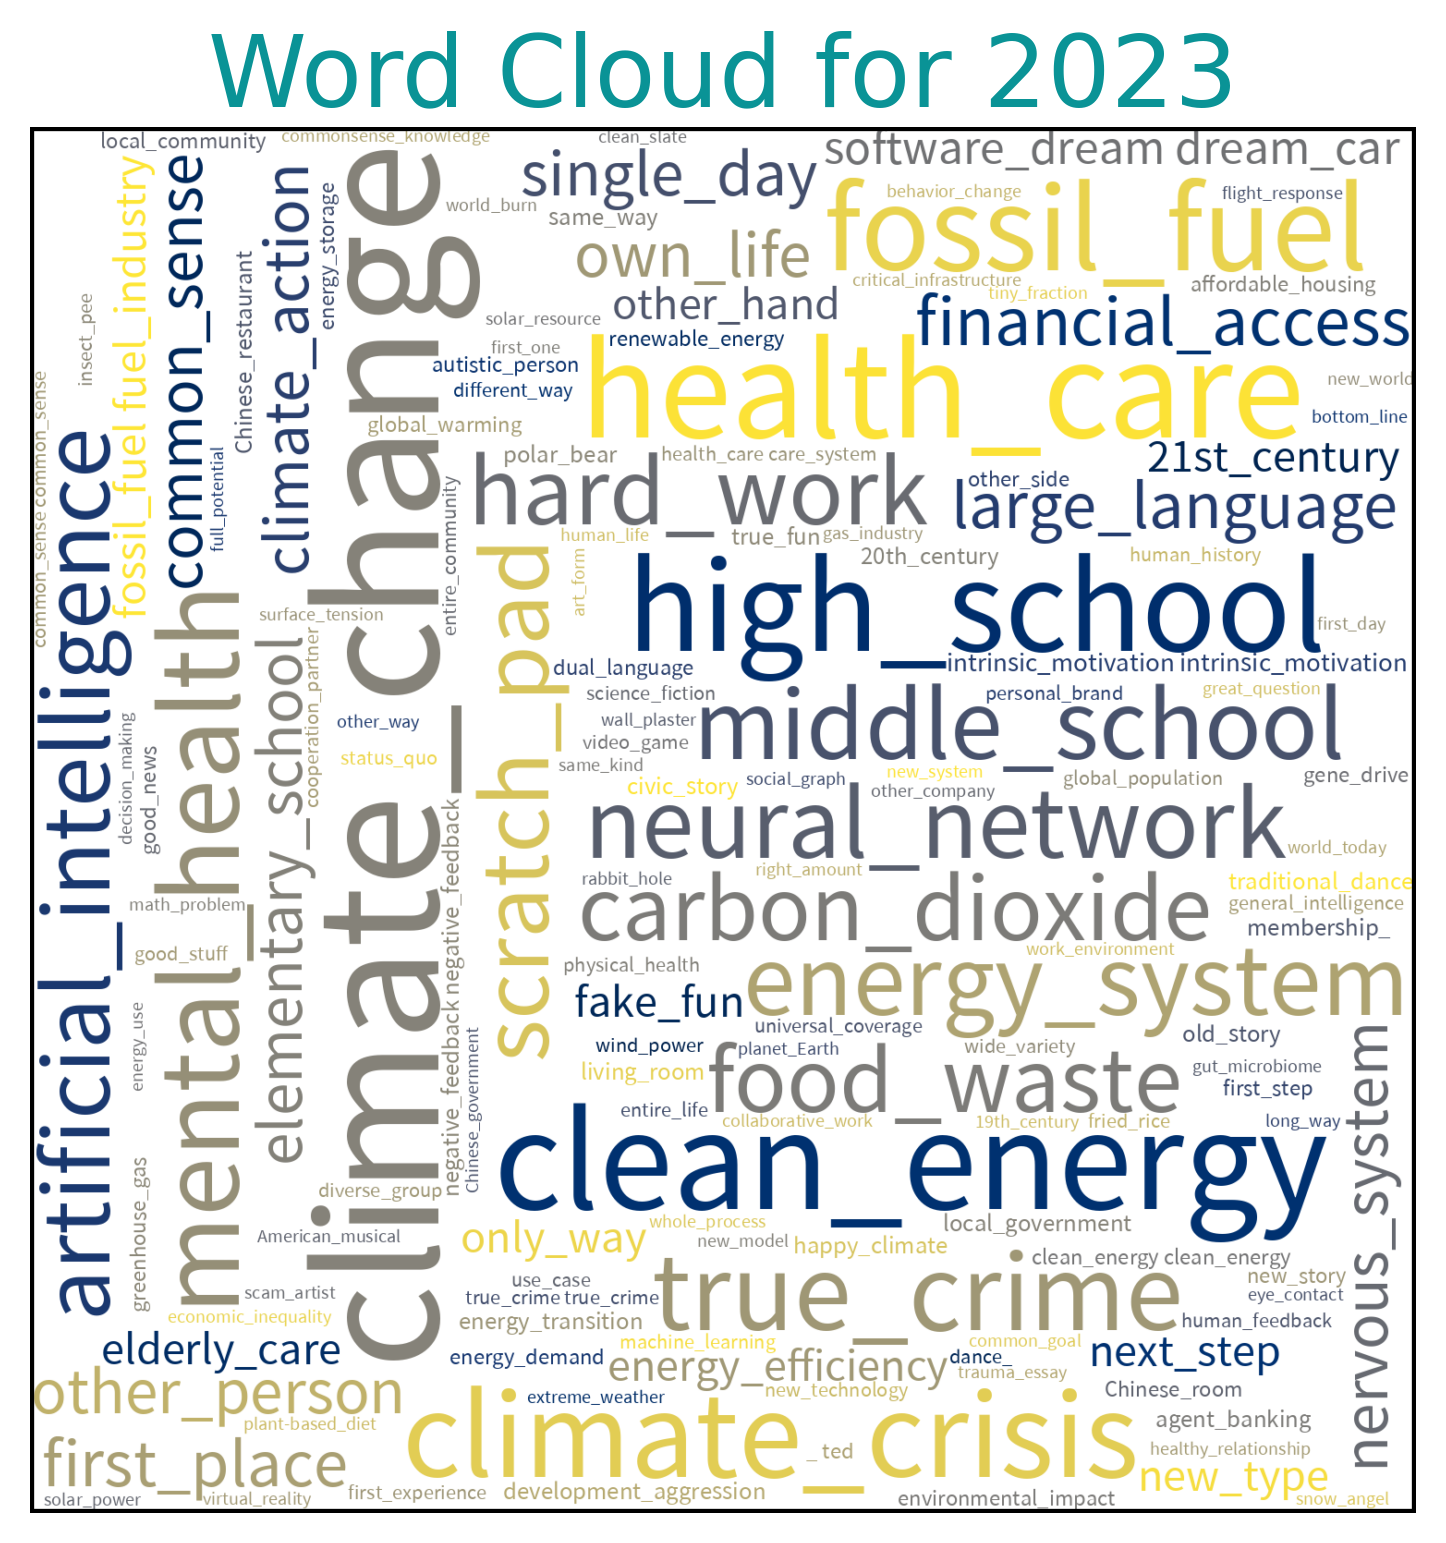 Word Cloud for 2023
local_community
commonsense_knowledge
clean_slate
software_dream dream_car
single_day
fossil_fuel
behavior_change
flight_response
world_burn
same_way
own_life
critical_infrastructure
tiny_fraction
affordable_housing
other_hand
financial_access
solar_resource
first_one
renewable_energy
autistic_person
different_way
health_care
new_world
bottom_line
global_warming
polar_bear
health_care care_system
21st_century
hard_work
other_side
large_language
human_life
true_fun
gas_industry
20th_century
human_history
high_school
first_day
dual_language
intrinsic_motivation intrinsic_motivation
science_fiction
personal_brand
great_question
wall_plaster
middle_school
video_game
same_kind
civic_story
social_graph
new_system
other_company
global_population
gene_drive
neural_network
world_today
right_amount
rabbit_hole
traditional_dance
carbon_dioxide
general_intelligence
membership_
work_environment
physical_health
energy_system
fake_fun
universal_coverage
old_story
wind_power
planet_Earth
wide_variety
living_room
food_waste
gut_microbiome
first_step
entire_life
collaborative_work
19th_century
fried_rice
long_way
clean_energy
only_way
whole_process
new_model
happy_climate
local_government
clean_energy clean_energy
use_case
true_crime true_crime
true_crime
new_story
eye_contact
energy_transition
machine_learning
human_feedback
common_goal
energy_demand
energy_efficiency
dance_
next_step
trauma_essay
extreme_weather
new_technology
Chinese_room
climate_crisis
agent_banking
_ted
healthy_relationship
new_type
snow_angel
environmental_impact
development_aggression
first_experience
virtual_reality
solar_power
first_place
plant-based_diet
other_person
elderly_care
economic_inequality
scam_artist
American_musical
diverse_group
good_stuff
math_problem
status_quo
other_way
surface_tension
common_sense common_sense
insect_pee
artificial_intelligence
fossil_fuel fuel_industry
common_sense
full_potential
Chinese_restaurant
climate_action
energy_storage
climate_change
entire_community
art_form
scratch_pad
mental_health
elementary_school
cooperation_partner
decision_making
good_news
energy_use
greenhouse_gas
negative_feedback negative_feedback
Chinese_government
nervous_system